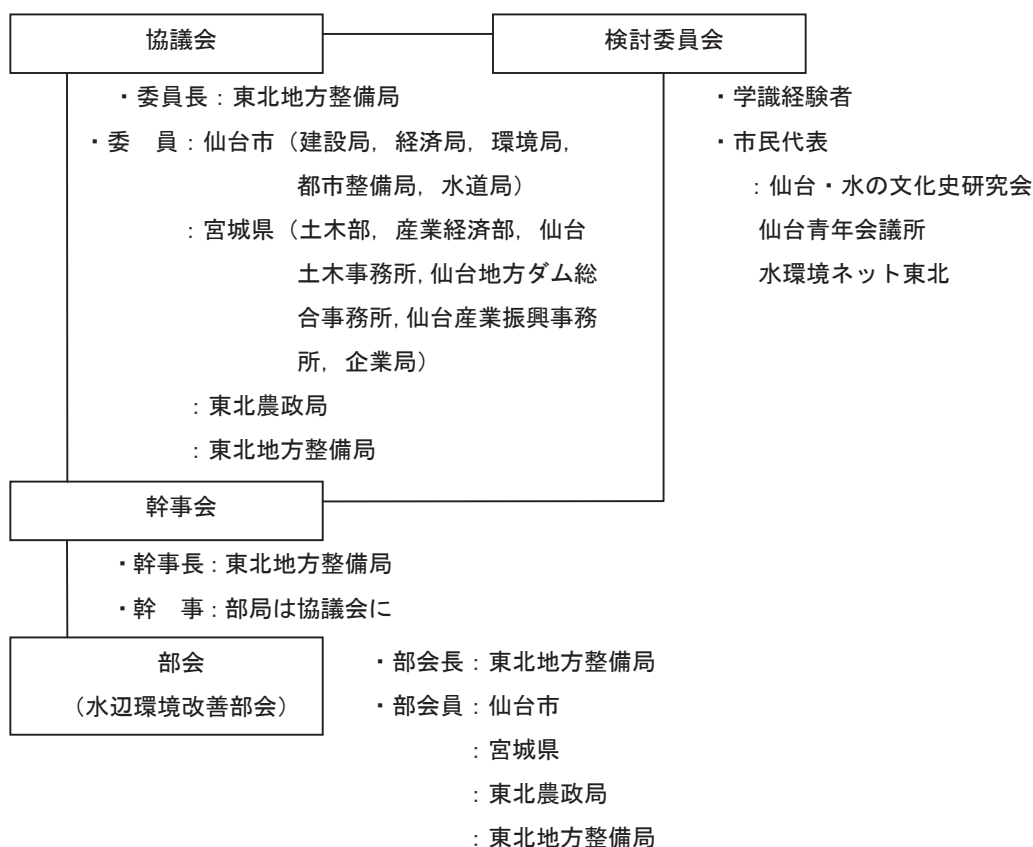 協議会
検討委員会
・委員長：東北地方整備局
・委　員：仙台市（建設局，経済局，環境局，
都市整備局，水道局）
：宮城県（土木部，産業経済部，仙台
土木事務所，仙台地方ダム総
合事務所，仙台産業振興事務
所，企業局）
：東北農政局
：東北地方整備局
・学識経験者
・市民代表
：仙台・水の文化史研究会
仙台青年会議所
水環境ネット東北
幹事会
・幹事長：東北地方整備局
・幹　事：部局は協議会に
部会
（水辺環境改善部会）
・部会長：東北地方整備局
・部会員：仙台市
：宮城県
：東北農政局
：東北地方整備局